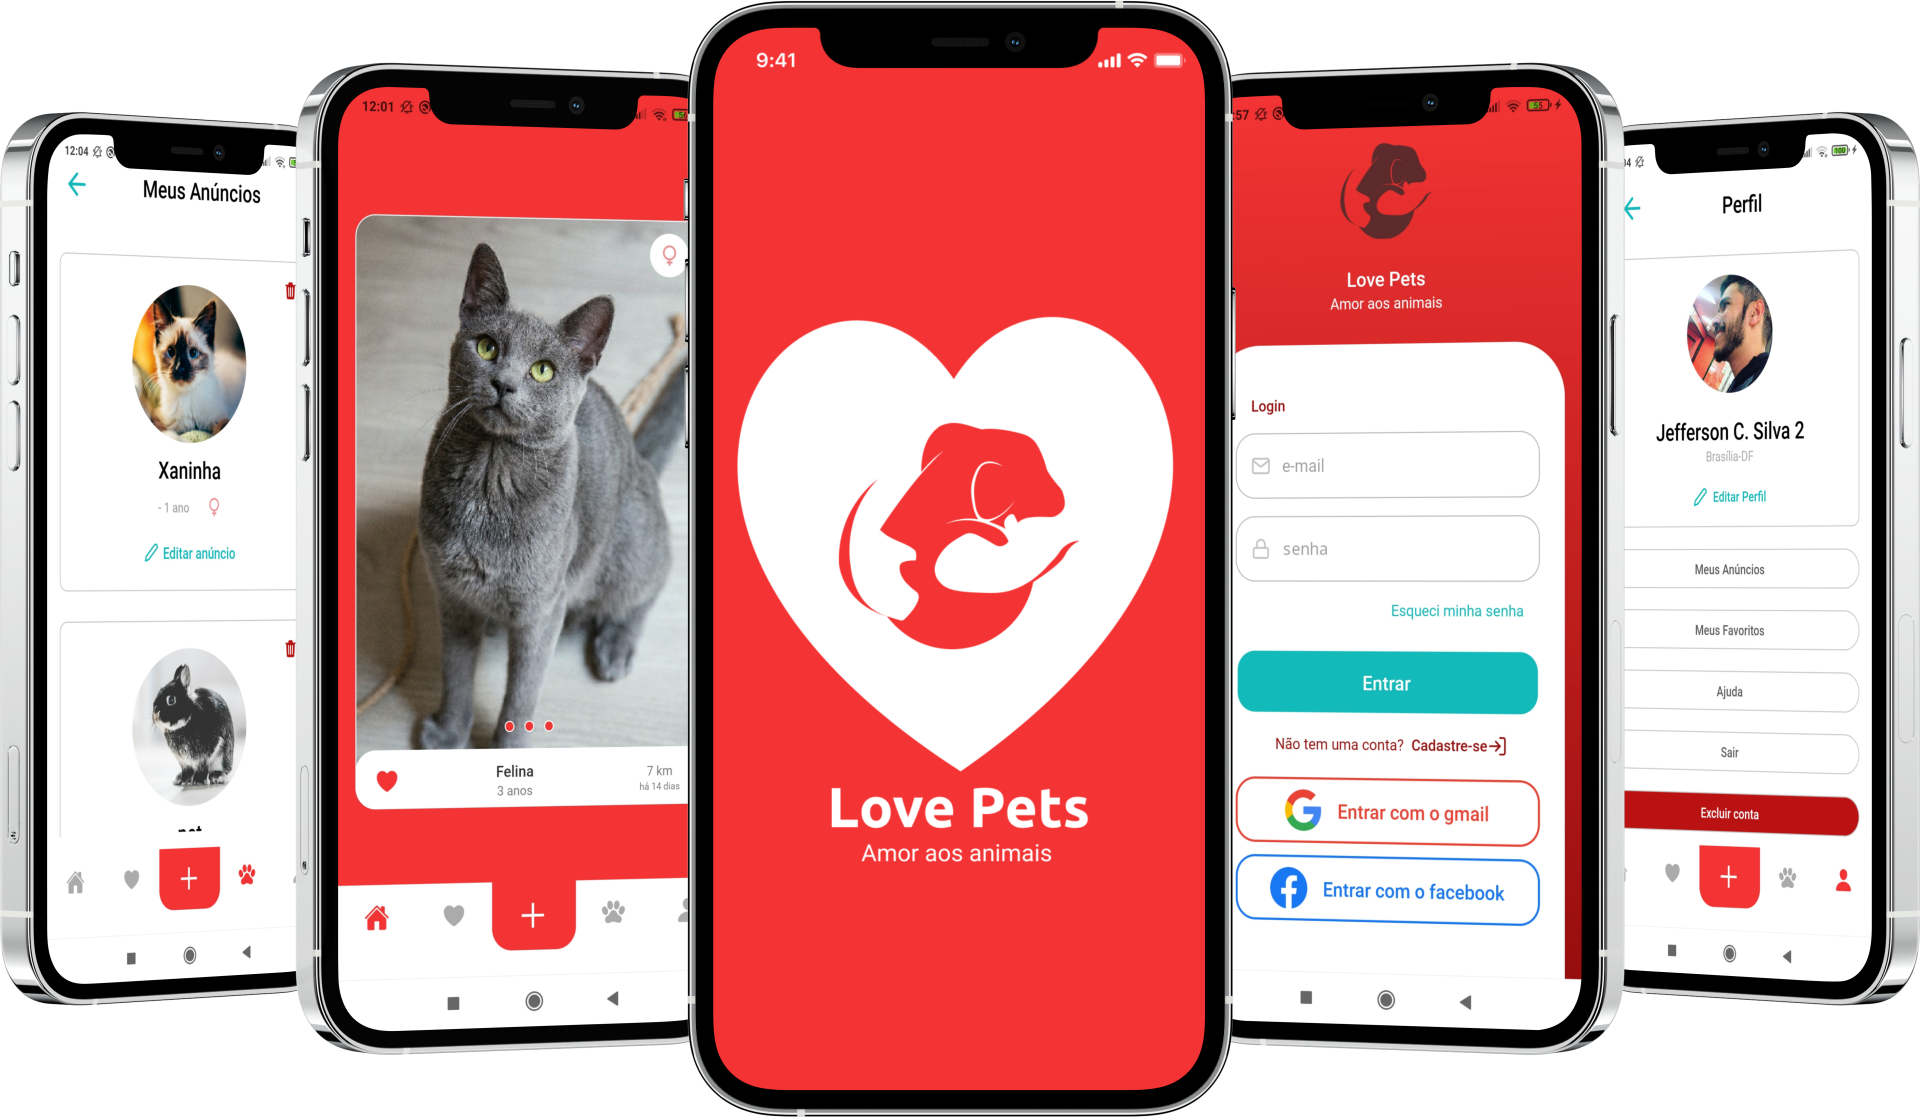 12:04
Meus Anúncios
Xaninha
- 1 ano
Editar anúncio
12:01
Felina
3 anos
7 km
há 14 dias
9:41
Love Pets
Amor aos animais
:57
55
Love Pets
Amor aos animais
Login
e-mail
senha
Esqueci minha senha
Entrar
Não tem uma conta? Cadastre-se
G
Entrar com o gmail
f
Entrar com o facebook
04
100
Perfil
Jefferson C. Silva 2
Brasília-DF
Editar Perfil
Meus Anúncios
Meus Favoritos
Ajuda
Sair
Excluir conta